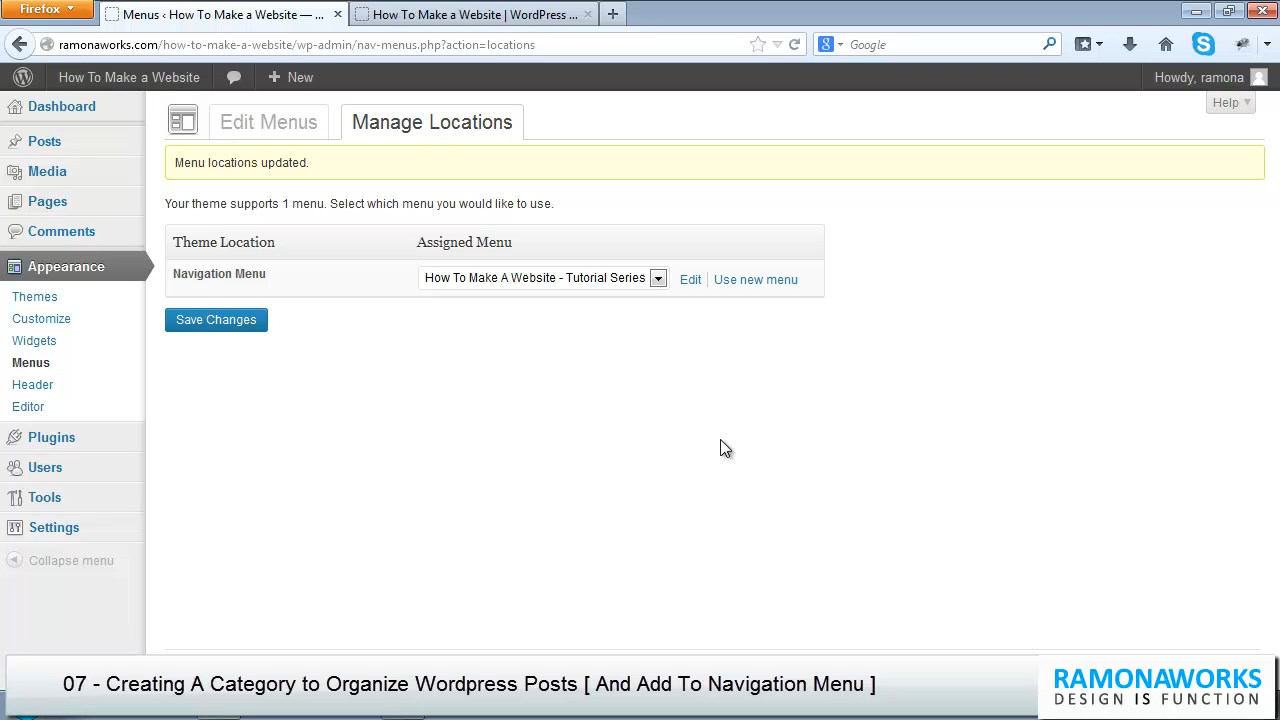 Firefox
Menus ‹ How To Make a Website — ...
How To Make a Website | WordPress ...
ramonaworks.com/how-to-make-a-website/wp-admin/nav-menus.php?action=locations
Google
How To Make a Website
New
Howdy, ramona
Dashboard
Posts
Media
Pages
Comments
Appearance
Themes
Customize
Widgets
Menus
Header
Editor
Plugins
Users
Tools
Settings
Collapse menu
Edit Menus
Manage Locations
Help
Menu locations updated.
Your theme supports 1 menu. Select which menu you would like to use.
Theme Location
Assigned Menu
Navigation Menu
How To Make A Website - Tutorial Series
Edit
Use new menu
Save Changes
07 - Creating A Category to Organize Wordpress Posts [ And Add To Navigation Menu ]
RAMONAWORKS
DESIGN IS FUNCTION